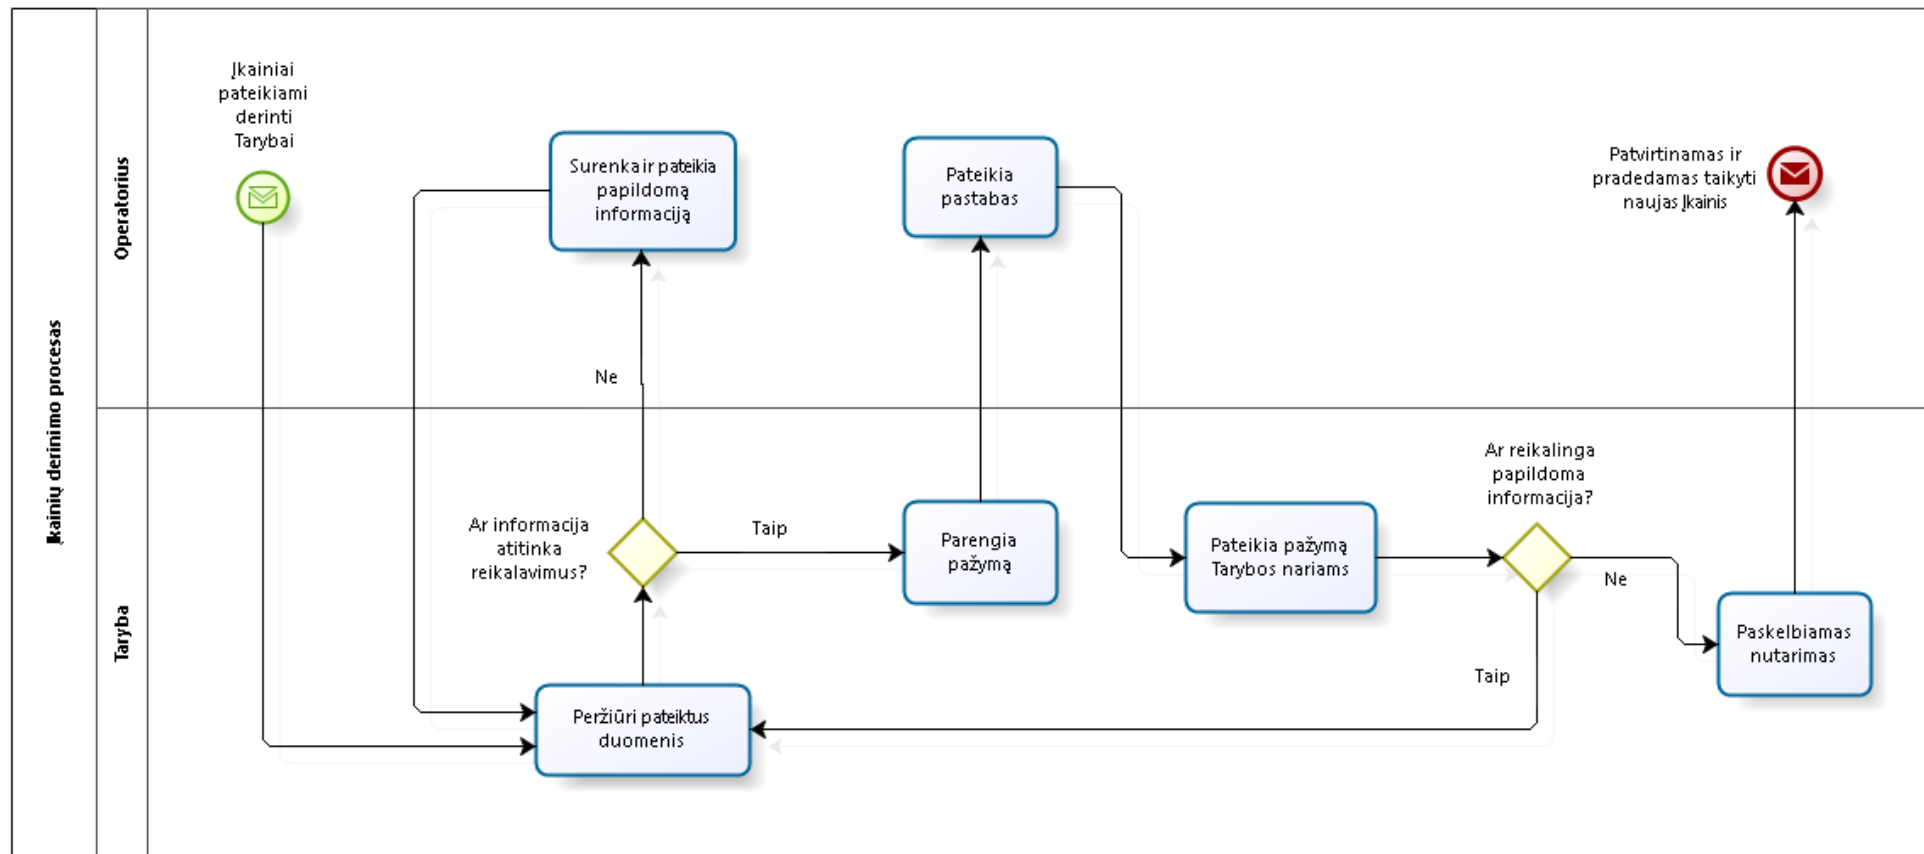 Įkainių derinimo procesas
Operatorius
Taryba
Įkainiai
pateikiami
derinti
Tarybai
Surenka ir pateikia
papildomą
informaciją
Pateikia
pastabas
Patvirtinamas ir
pradedamas taikyti
naujas Įkainis
Ne
Ar informacija
atitinka
reikalavimus?
Taip
Parengia
pažymą
Pateikia pažymą
Tarybos nariams
Ar reikalinga
papildoma
informacija?
Ne
Taip
Paskelbiamas
nutarimas
Peržiūri pateiktus
duomenis